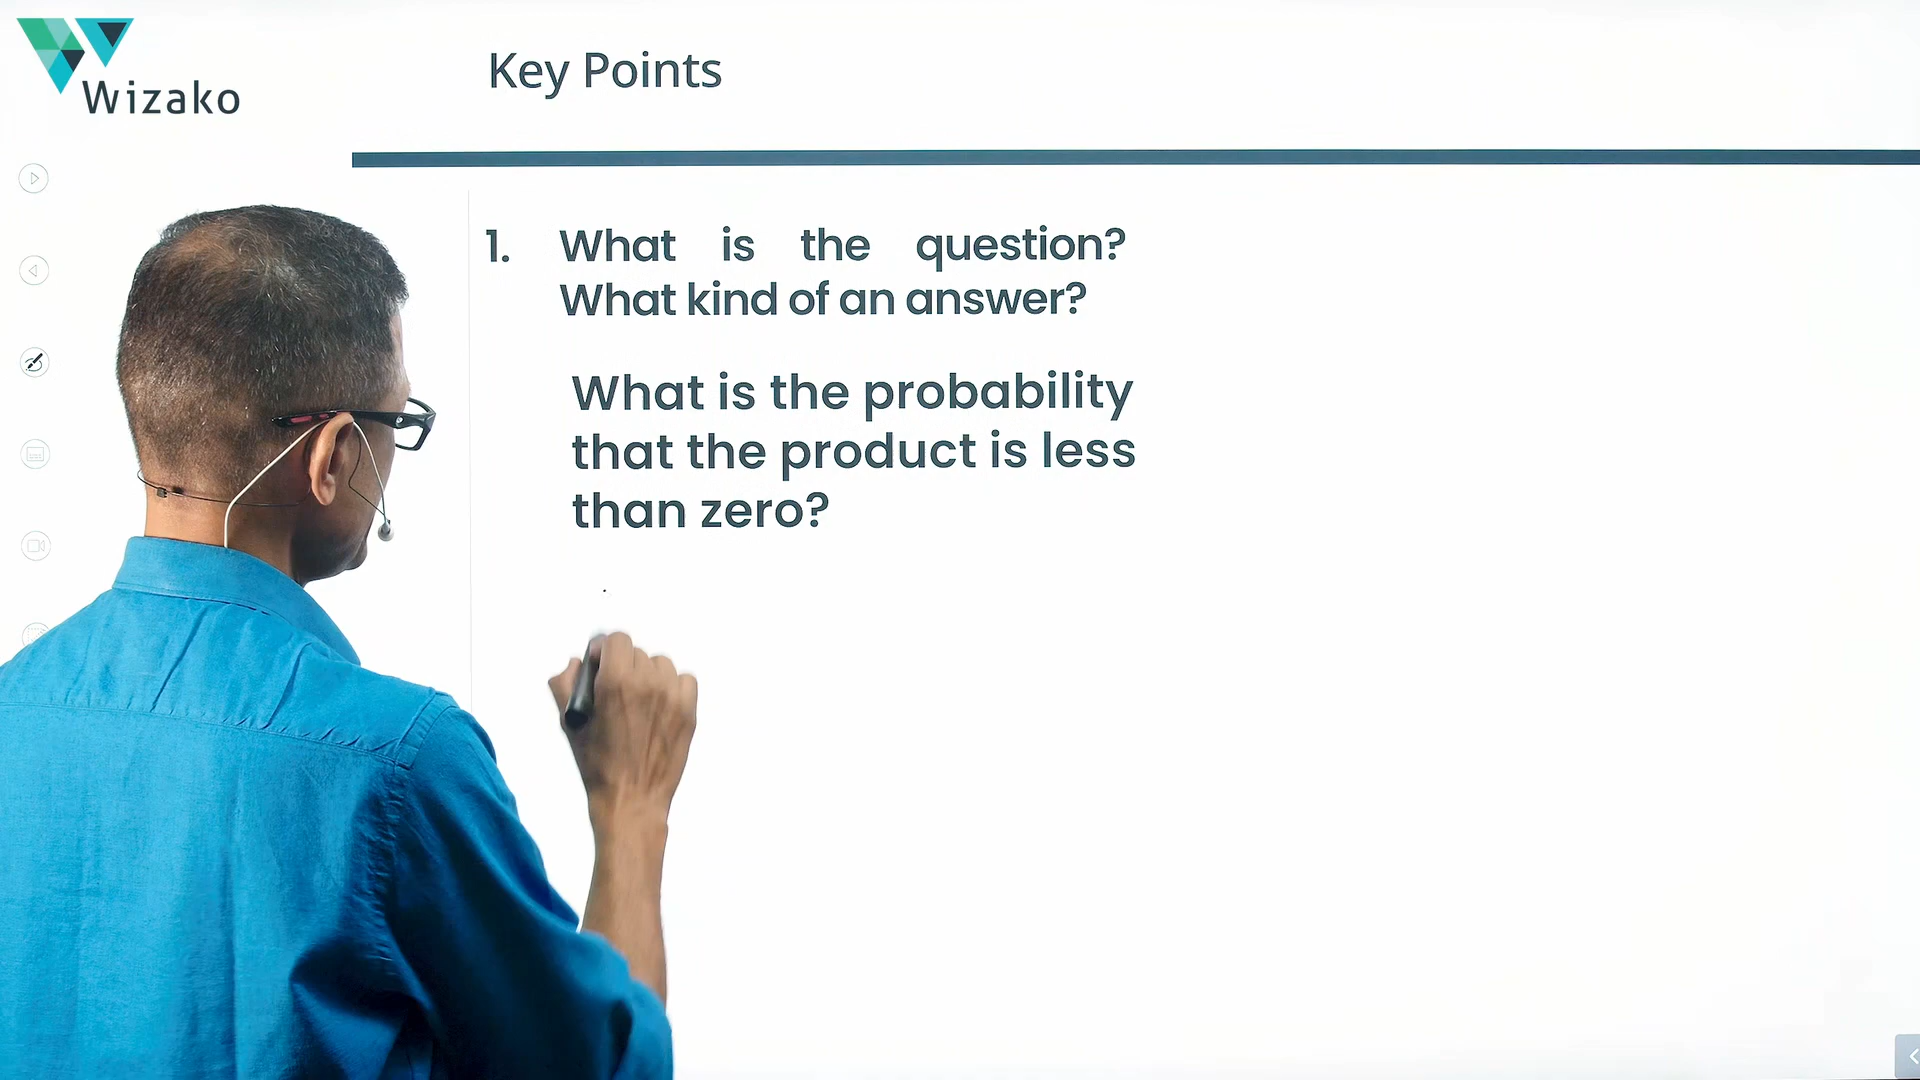 Wizako
Key Points
1. What is the question?
What kind of an answer?
What is the probability
that the product is less
than zero?